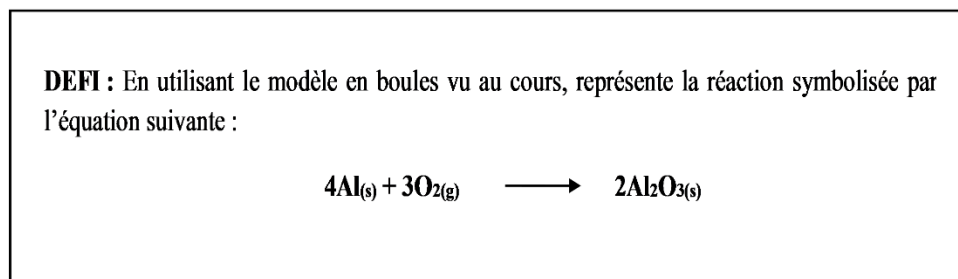 DEFI : En utilisant le modèle en boules vu au cours, représente la réaction symbolisée par
l'équation suivante :
4Al(s) + 3O2(g) ⟶ 2Al2O3(s)